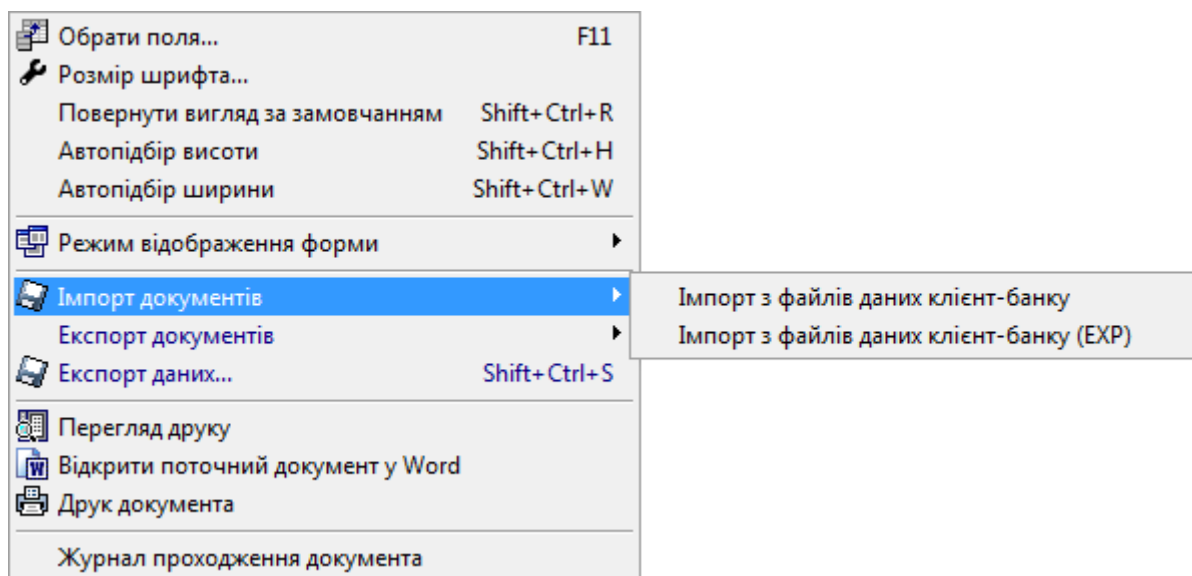 Обрати поля... F11
Розмір шрифта...
Повернути вигляд за замовчанням Shift+Ctrl+R
Автопідбір висоти Shift+Ctrl+H
Автопідбір ширини Shift+Ctrl+W
Режим відображення форми
Імпорт документів
Імпорт з файлів даних клієнт-банку
Експорт документів
Імпорт з файлів даних клієнт-банку (EXP)
Експорт даних... Shift+Ctrl+S
Перегляд друку
Відкрити поточний документ у Word
Друк документа
Журнал проходження документа